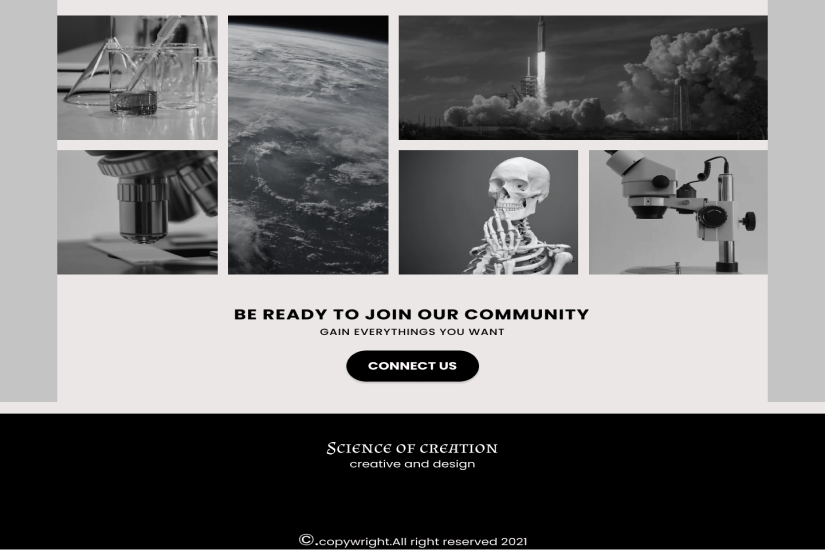 BE READY TO JOIN OUR COMMUNITY
GAIN EVERYTHINGS YOU WANT
CONNECT US
Science of creation
creative and design
©.copywright.All right reserved 2021